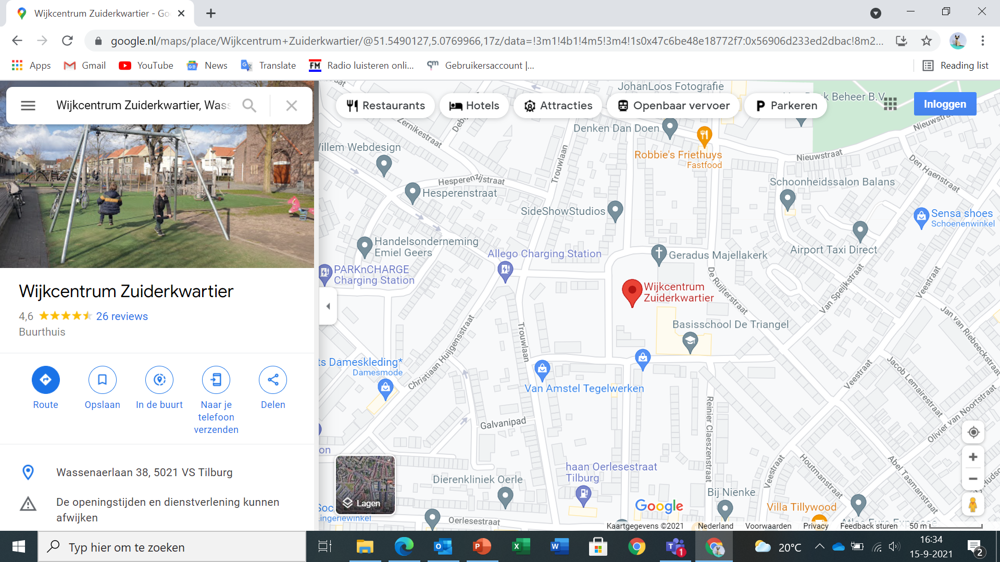 Wijkcentrum Zuiderkwartier - Go
google.nl/maps/place/Wijkcentrum+Zuiderkwartier/@51.5490127,5.0769966,17z/data=!3m1!4b1!4m5!3m4!1s0x47c6be48e18772f7:0x56906d233ed2dbac!8m2...
Apps Gmail YouTube News Translate Radio luisteren onli... Gebruikersaccount |... Reading list
Wijkcentrum Zuiderkwartier, Wass
Wijkcentrum Zuiderkwartier
4,6 26 reviews
Buurthuis
Route
Opslaan
In de buurt
Naar je
telefoon
verzenden
Delen
Wassenaerlaan 38, 5021 VS Tilburg
De openingstijden en dienstverlening kunnen
afwijken
Restaurants Hotels Attracties Openbaar vervoer Parkeren
Inloggen
JohanLoos Fotografie
k Beheer B.V.
Denken Dan Doen
Zernikestraat
Willem Webdesign
Trouwlaan
Robbie's Friethuys
Fastfood
Nieuwstraat
Nieuwstra
Den Haenstraat
Hesperenzijstraat
Hesperenstraat
Schoonheidssalon Balans
SideShowStudios
Sensa shoes
Schoenenwinkel
Handelsonderneming
Emiel Geers
Allego Charging Station
Geradus Majellakerk
Airport Taxi Direct
PARKnCHARGE
Charging Station
De Ruijterstraat
Van Speijkstraat
Veestraat
Wijkcentrum
Zuiderkwartier
Basisschool De Triangel
Jan van Riebeeckstraat
Christiaan Huijgensstraat
Trouwlaan
ts Dameskleding*
Damesmode
Van Amstel Tegelwerken
Veestraat
Jacob Lemairestraat
Olivier van Noortstraat
Reinier Claeszenstraat
Galvanipad
on
haan Oerlesestraat
Tilburg
Dierenkliniek Oerle
Veestraat
Houtmanstraat
Abel Tasmanstraat
Hudso
Bij Nienke
Villa Tillywood
Atlas Euro Expresse
Soc
Lingeriewinkel
Oerlesestraat
Lagen
Google
Kaartgegevens ©2021 Nederland Voorwaarden Privacy Feedback sturen 50 m
Typ hier om te zoeken
1
20°C
16:34
15-9-2021
2